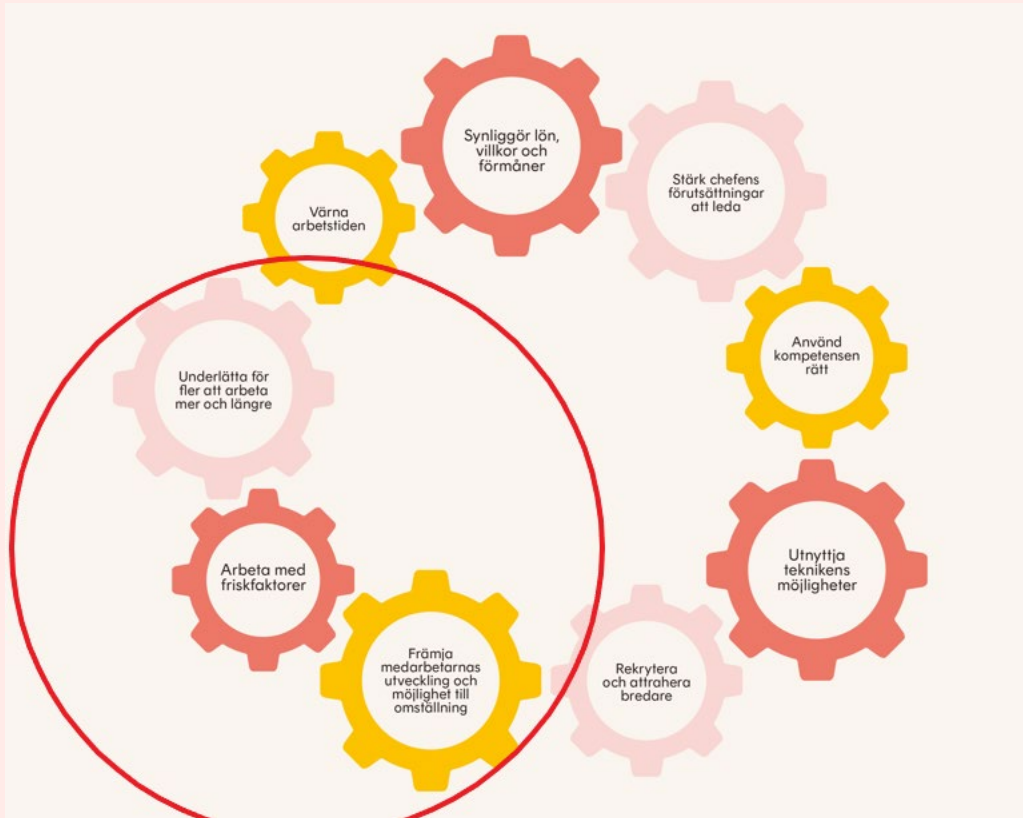 Synliggör lön,
villkor och
förmåner
Stärk chefens
förutsättningar
att leda
Använd
kompetensen
rätt
Utnyttja
teknikens
möjligheter
Rekrytera
och attrahera
bredare
Främja
medarbetarnas
utveckling och
möjlighet till
omställning
Arbeta med
friskfaktorer
Underlätta för
fler att arbeta
mer och längre
Värna
arbetstiden